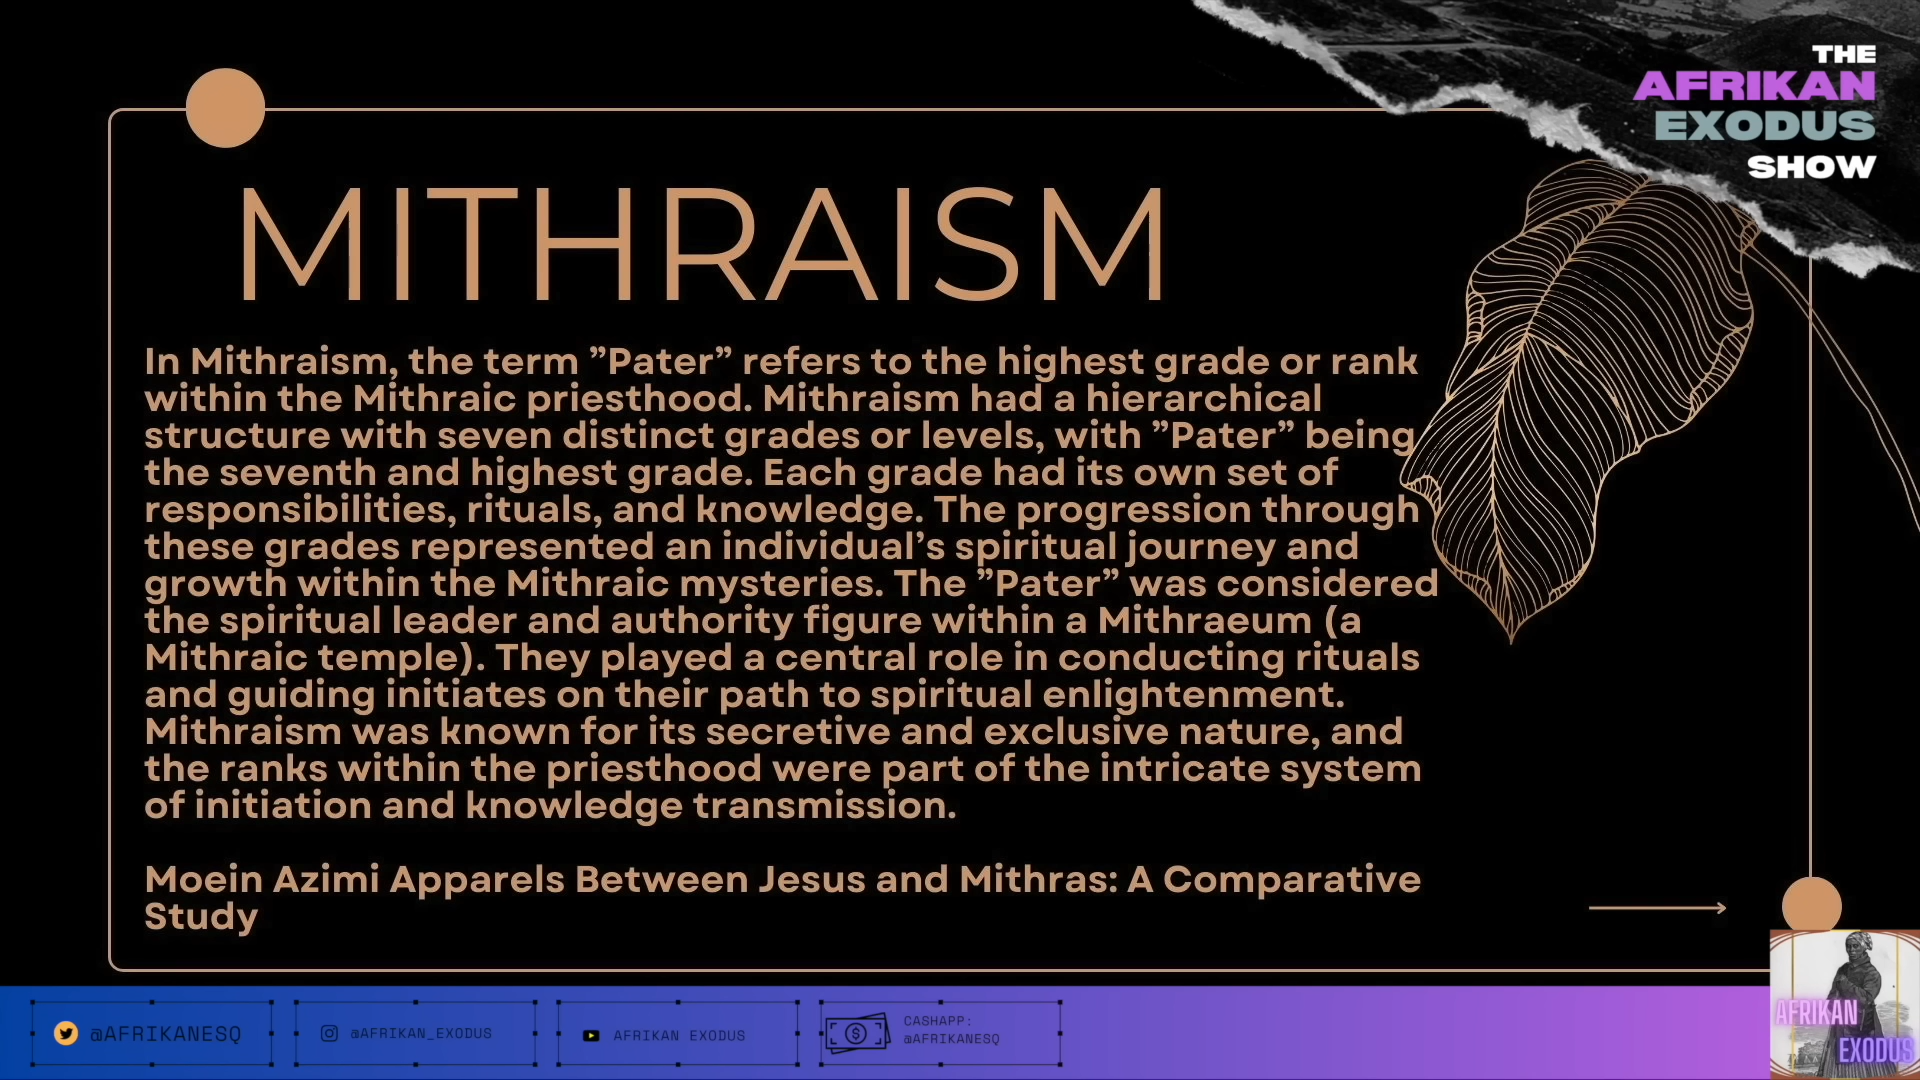 THE
AFRIKAN
EXODUS
SHOW
MITHRAISM
In Mithraism, the term ”Pater” refers to the highest grade or rank
within the Mithraic priesthood. Mithraism had a hierarchical
structure with seven distinct grades or levels, with ”Pater” being
the seventh and highest grade. Each grade had its own set of
responsibilities, rituals, and knowledge. The progression through
these grades represented an individual’s spiritual journey and
growth within the Mithraic mysteries. The ”Pater” was considered
the spiritual leader and authority figure within a Mithraeum (a
Mithraic temple). They played a central role in conducting rituals
and guiding initiates on their path to spiritual enlightenment.
Mithraism was known for its secretive and exclusive nature, and
the ranks within the priesthood were part of the intricate system
of initiation and knowledge transmission.
Moein Azimi Apparels Between Jesus and Mithras: A Comparative
Study
@AFRIKANESQ
@AFRIKAN_EXODUS
AFRIKAN EXODUS
CASHAPP:
@AFRIKANESQ
AFRIKAN
EXODUS